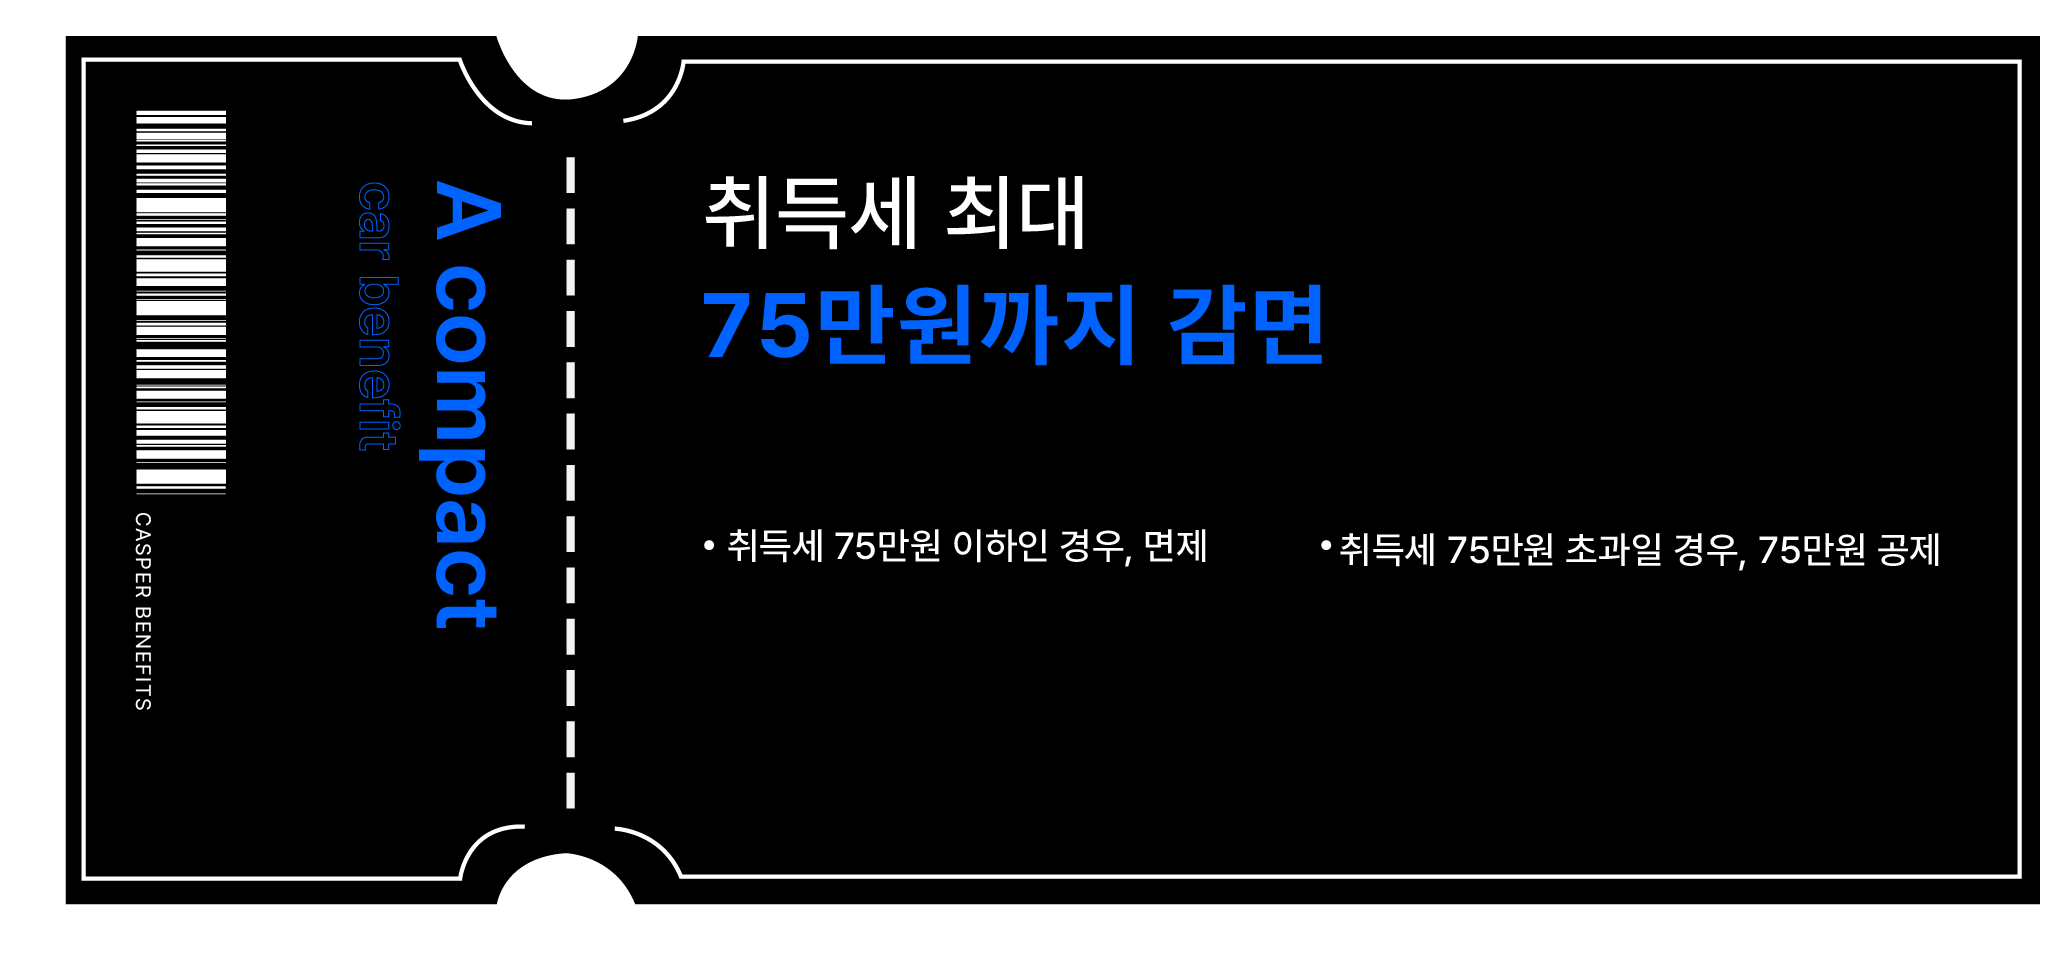 CASPER BENEFITS
A compact
car benefit
취득세 최대
75만원까지 감면
• 취득세 75만원 이하인 경우, 면제
• 취득세 75만원 초과일 경우, 75만원 공제